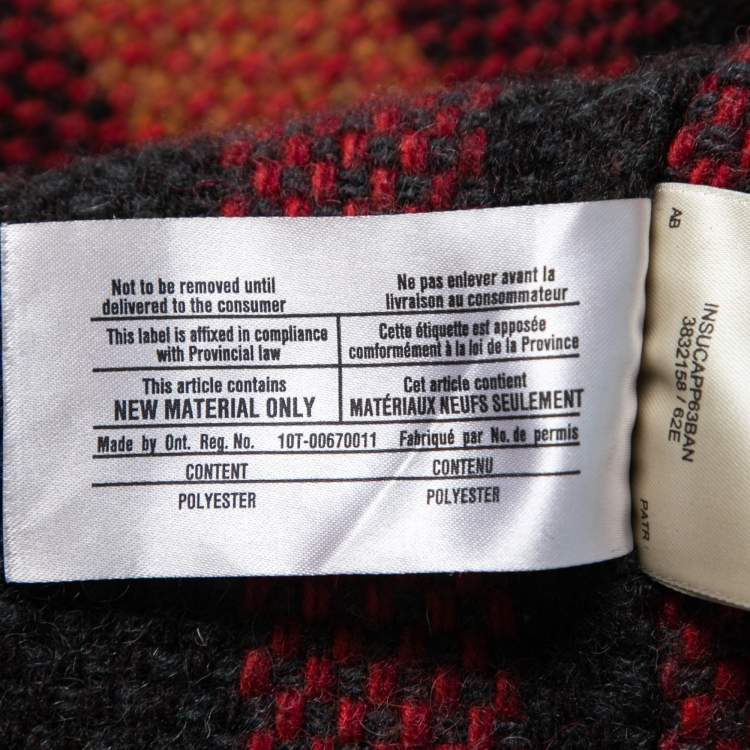 Not to be removed until
delivered to the consumer
Ne pas enlever avant la
livraison au consommateur
This label is affixed in compliance
with Provincial law
Cette étiquette est apposée
conformément à la loi de la Province
This article contains
NEW MATERIAL ONLY
Cet article contient
MATÉRIAUX NEUFS SEULEMENT
Made by Ont. Reg. No. 10T-00670011 Fabriqué par No. de permis
CONTENT
CONTENU
POLYESTER
POLYESTER
AB
INSUCAPP63BAN
3832158 / 62E
PATR